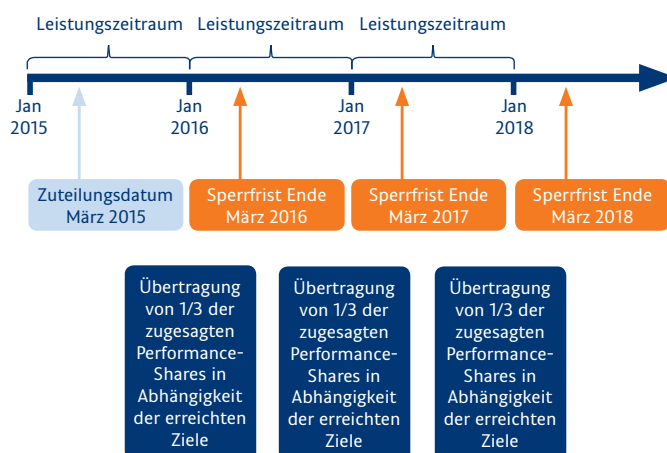 Leistungszeitraum
Leistungszeitraum
Leistungszeitraum
Jan
2015
Jan
2016
Jan
2017
Jan
2018
Zuteilungsdatum
März 2015
Sperrfrist Ende
März 2016
Sperrfrist Ende
März 2017
Sperrfrist Ende
März 2018
Übertragung
von 1/3 der
zugesagten
Performance-
Shares in
Abhängigkeit
der erreichten
Ziele
Übertragung
von 1/3 der
zugesagten
Performance-
Shares in
Abhängigkeit
der erreichten
Ziele
Übertragung
von 1/3 der
zugesagten
Performance-
Shares in
Abhängigkeit
der erreichten
Ziele